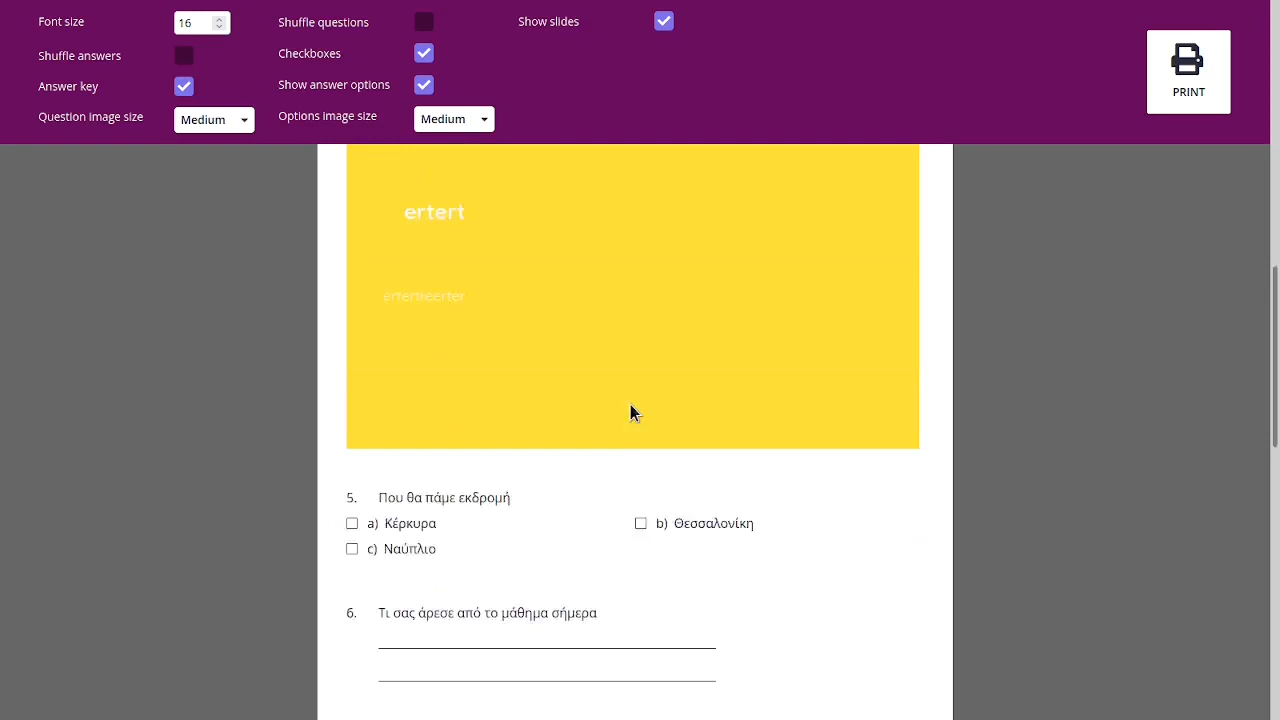 Font size 16 Shuffle questions Show slides
Shuffle answers Checkboxes
Answer key Show answer options
Question image size Medium Options image size Medium
PRINT
ertert
5. Που θα πάμε εκδρομή
a) Κέρκυρα b) Θεσσαλονίκη
c) Ναύπλιο
6. Τι σας άρεσε από το μάθημα σήμερα